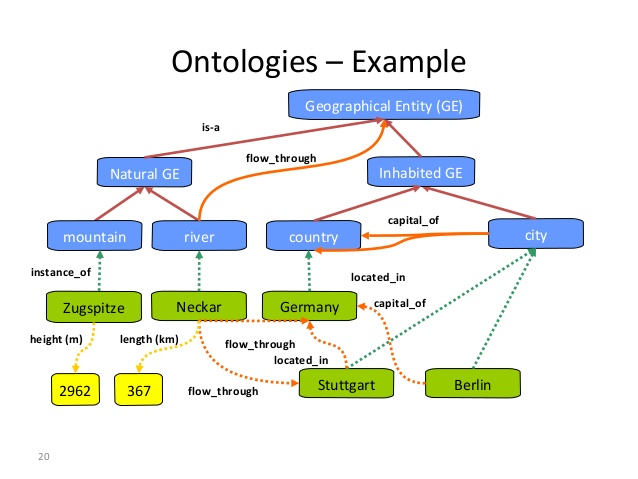 Ontologies – Example
Geographical Entity (GE)
is-a
flow_through
Natural GE
Inhabited GE
capital_of
mountain
river
country
city
instance_of
located_in
Zugspitze
Neckar
Germany
capital_of
height (m)
length (km)
flow_through
located_in
2962
367
flow_through
Stuttgart
Berlin
20